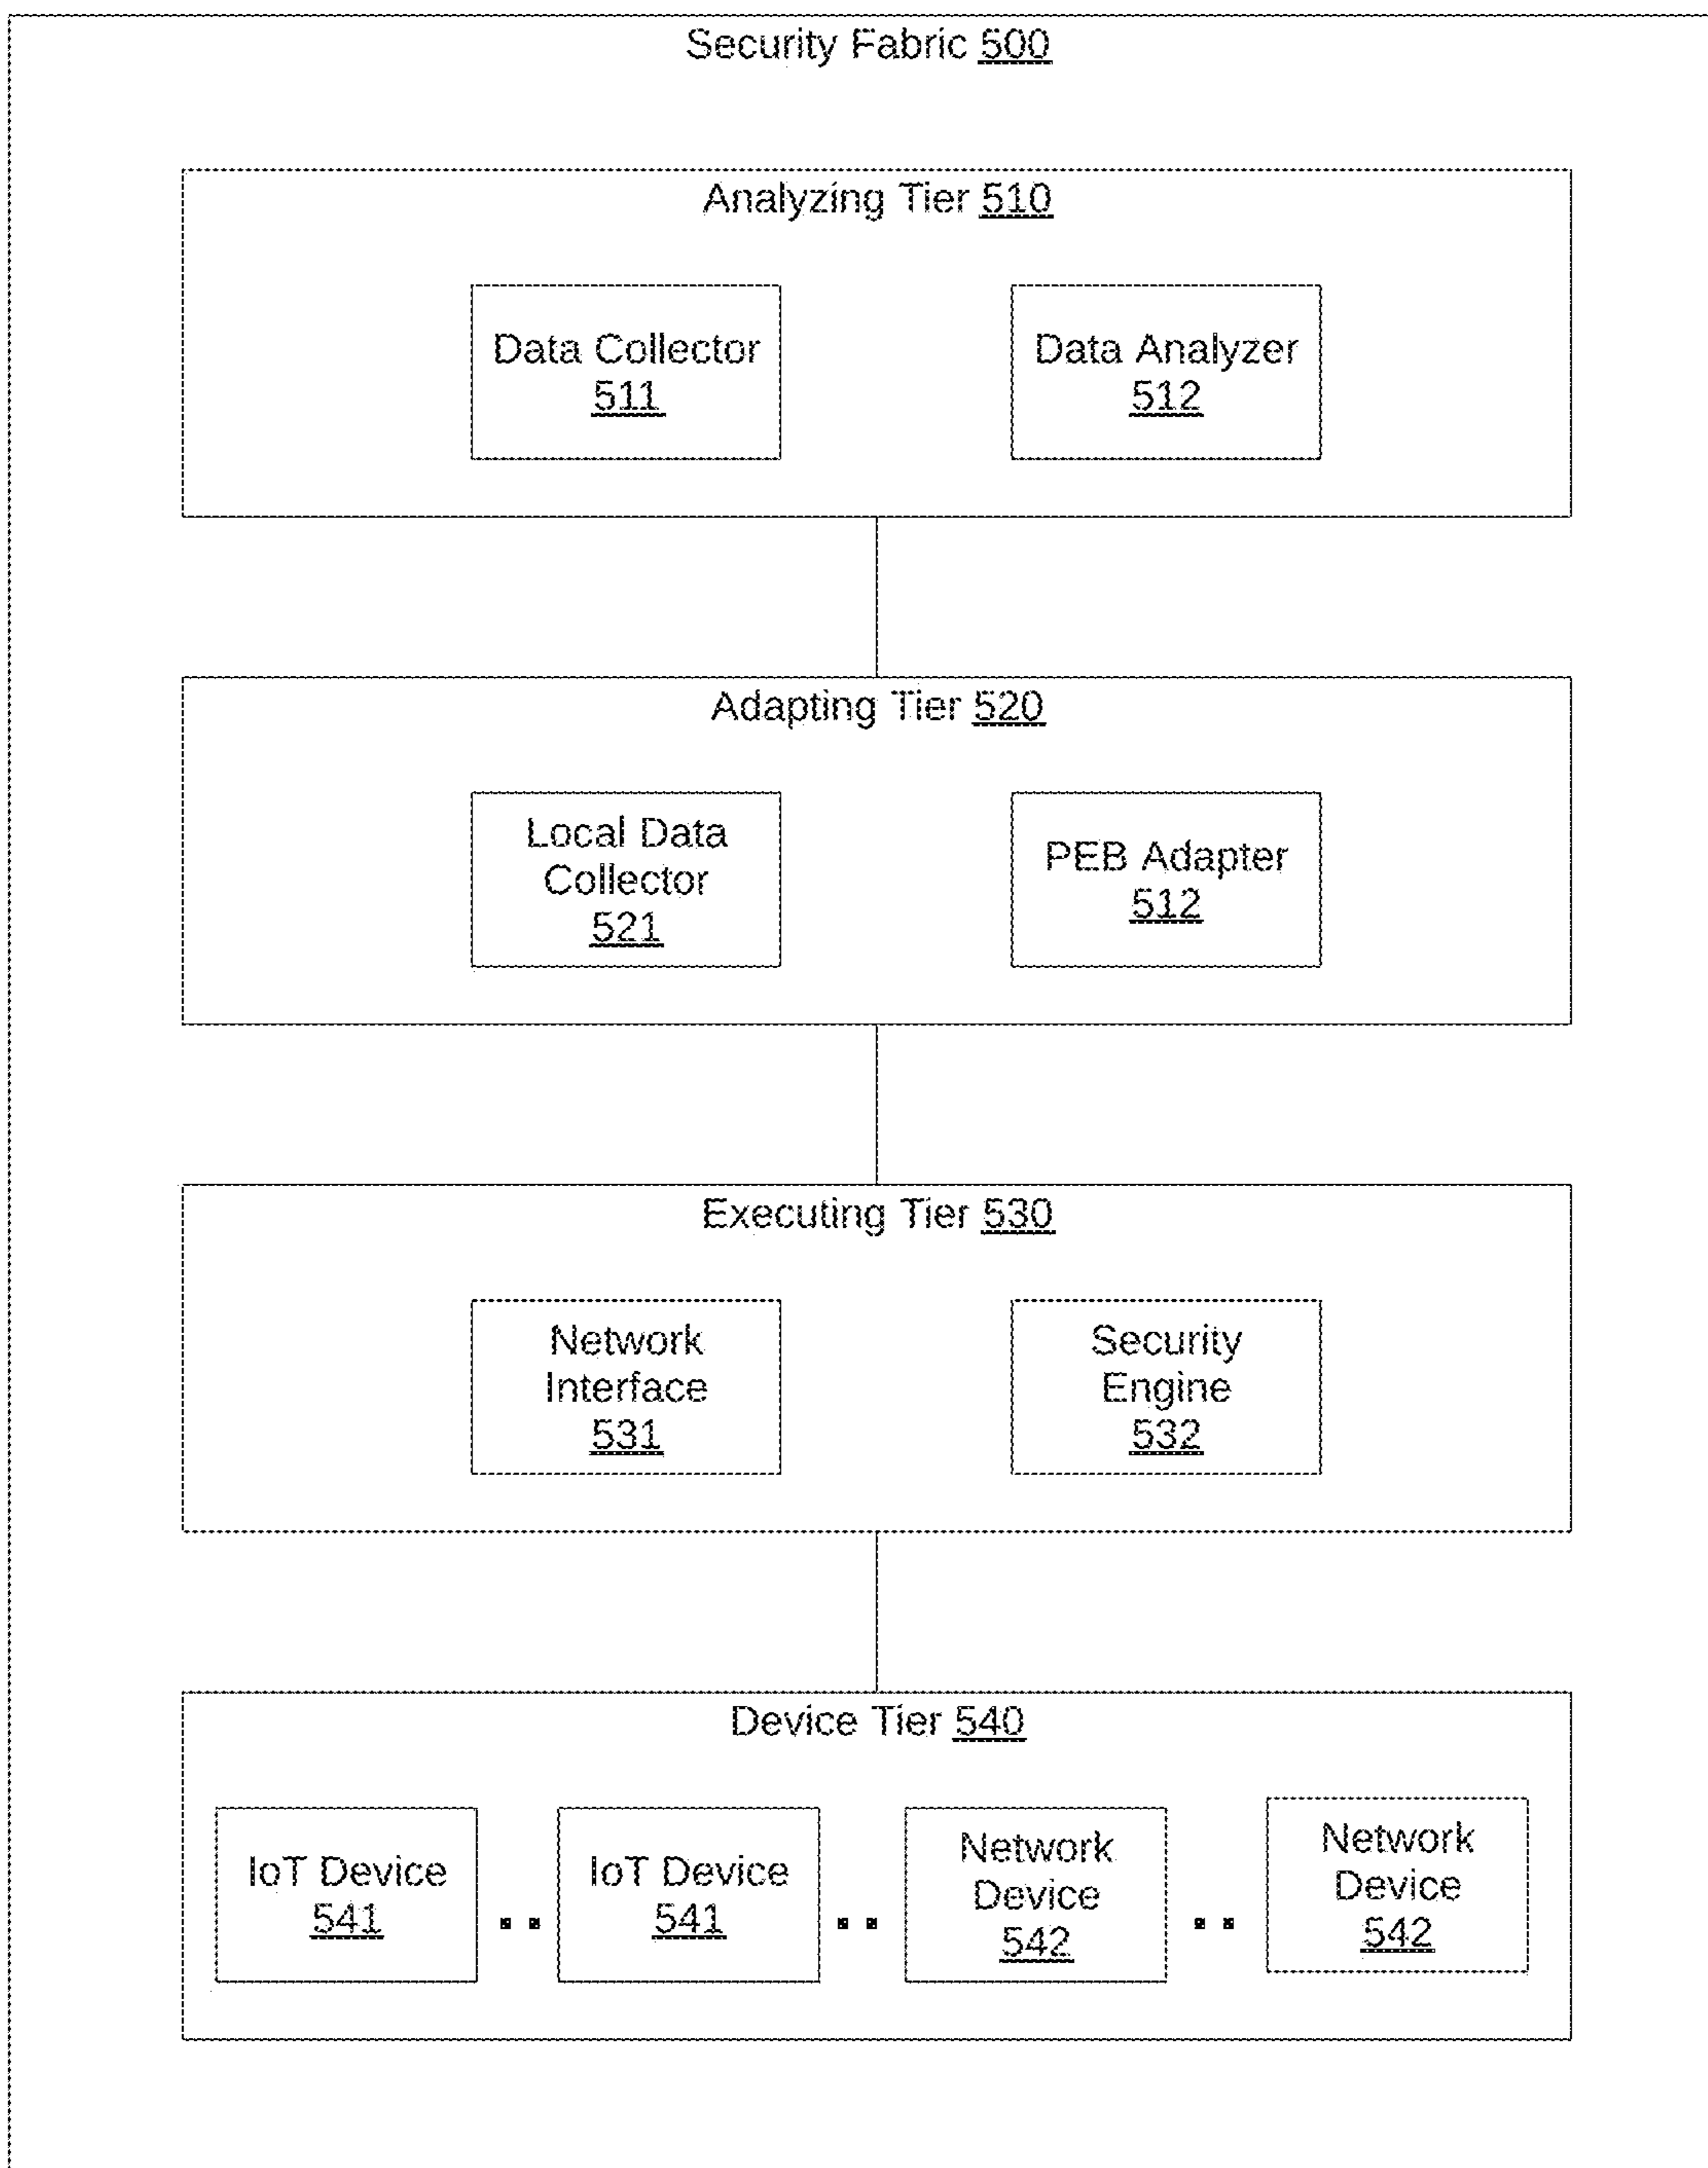 Security Fabric 500
Analyzing Tier 510
Data Collector
511
Data Analyzer
512
Adapting Tier 520
Local Data
Collector
521
PEB Adapter
512
Executing Tier 530
Network
Interface
531
Security
Engine
532
Device Tier 540
IoT Device
541
IoT Device
541
Network
Device
542
Network
Device
542